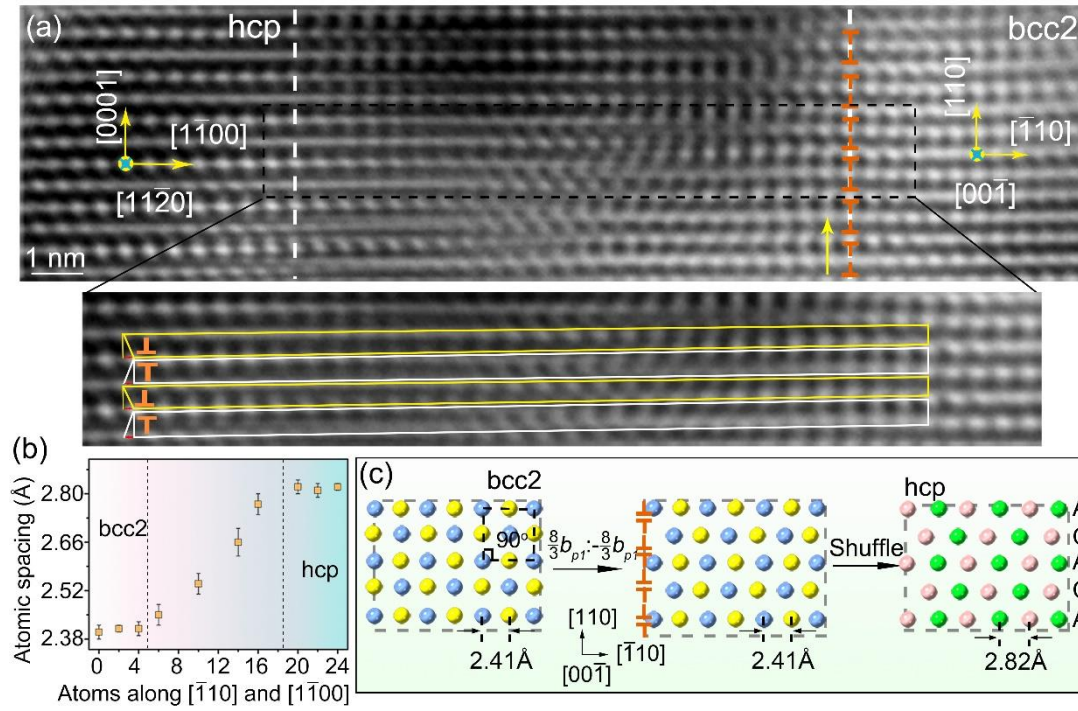 (a) hcp bcc2
[0001] [11̄00] [112̄0]
[110] [1̄10] [001̄]
1 nm
(b)
Atomic spacing (Å)
2.80
2.66
2.52
2.38
bcc2 hcp
0 4 8 12 16 20 24
Atoms along [1̄10] and [11̄00]
(c) bcc2 hcp
90°
8/3 b_p1:-8/3 b_p1
Shuffle
A
C
A
C
A
[110]
[001̄] [1̄10]
2.41Å 2.41Å 2.82Å